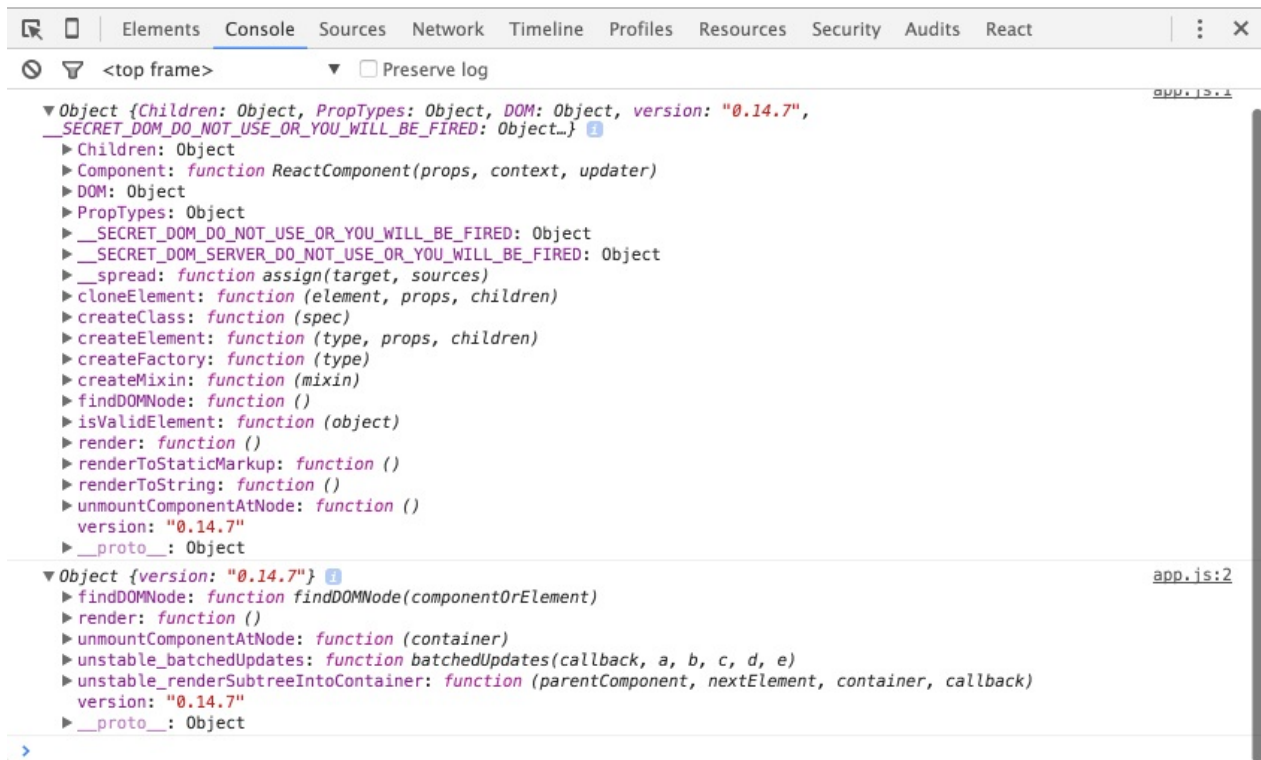 Elements Console Sources Network Timeline Profiles Resources Security Audits React
<top frame> Preserve log
app.js:1
Object {Children: Object, PropTypes: Object, DOM: Object, version: "0.14.7",
__SECRET_DOM_DO_NOT_USE_OR_YOU_WILL_BE_FIRED: Object…}
Children: Object
Component: function ReactComponent(props, context, updater)
DOM: Object
PropTypes: Object
__SECRET_DOM_DO_NOT_USE_OR_YOU_WILL_BE_FIRED: Object
__SECRET_DOM_SERVER_DO_NOT_USE_OR_YOU_WILL_BE_FIRED: Object
__spread: function assign(target, sources)
cloneElement: function (element, props, children)
createClass: function (spec)
createElement: function (type, props, children)
createFactory: function (type)
createMixin: function (mixin)
findDOMNode: function ()
isValidElement: function (object)
render: function ()
renderToStaticMarkup: function ()
renderToString: function ()
unmountComponentAtNode: function ()
version: "0.14.7"
__proto__: Object
Object {version: "0.14.7"} app.js:2
findDOMNode: function findDOMNode(componentOrElement)
render: function ()
unmountComponentAtNode: function (container)
unstable_batchedUpdates: function batchedUpdates(callback, a, b, c, d, e)
unstable_renderSubtreeIntoContainer: function (parentComponent, nextElement, container, callback)
version: "0.14.7"
__proto__: Object